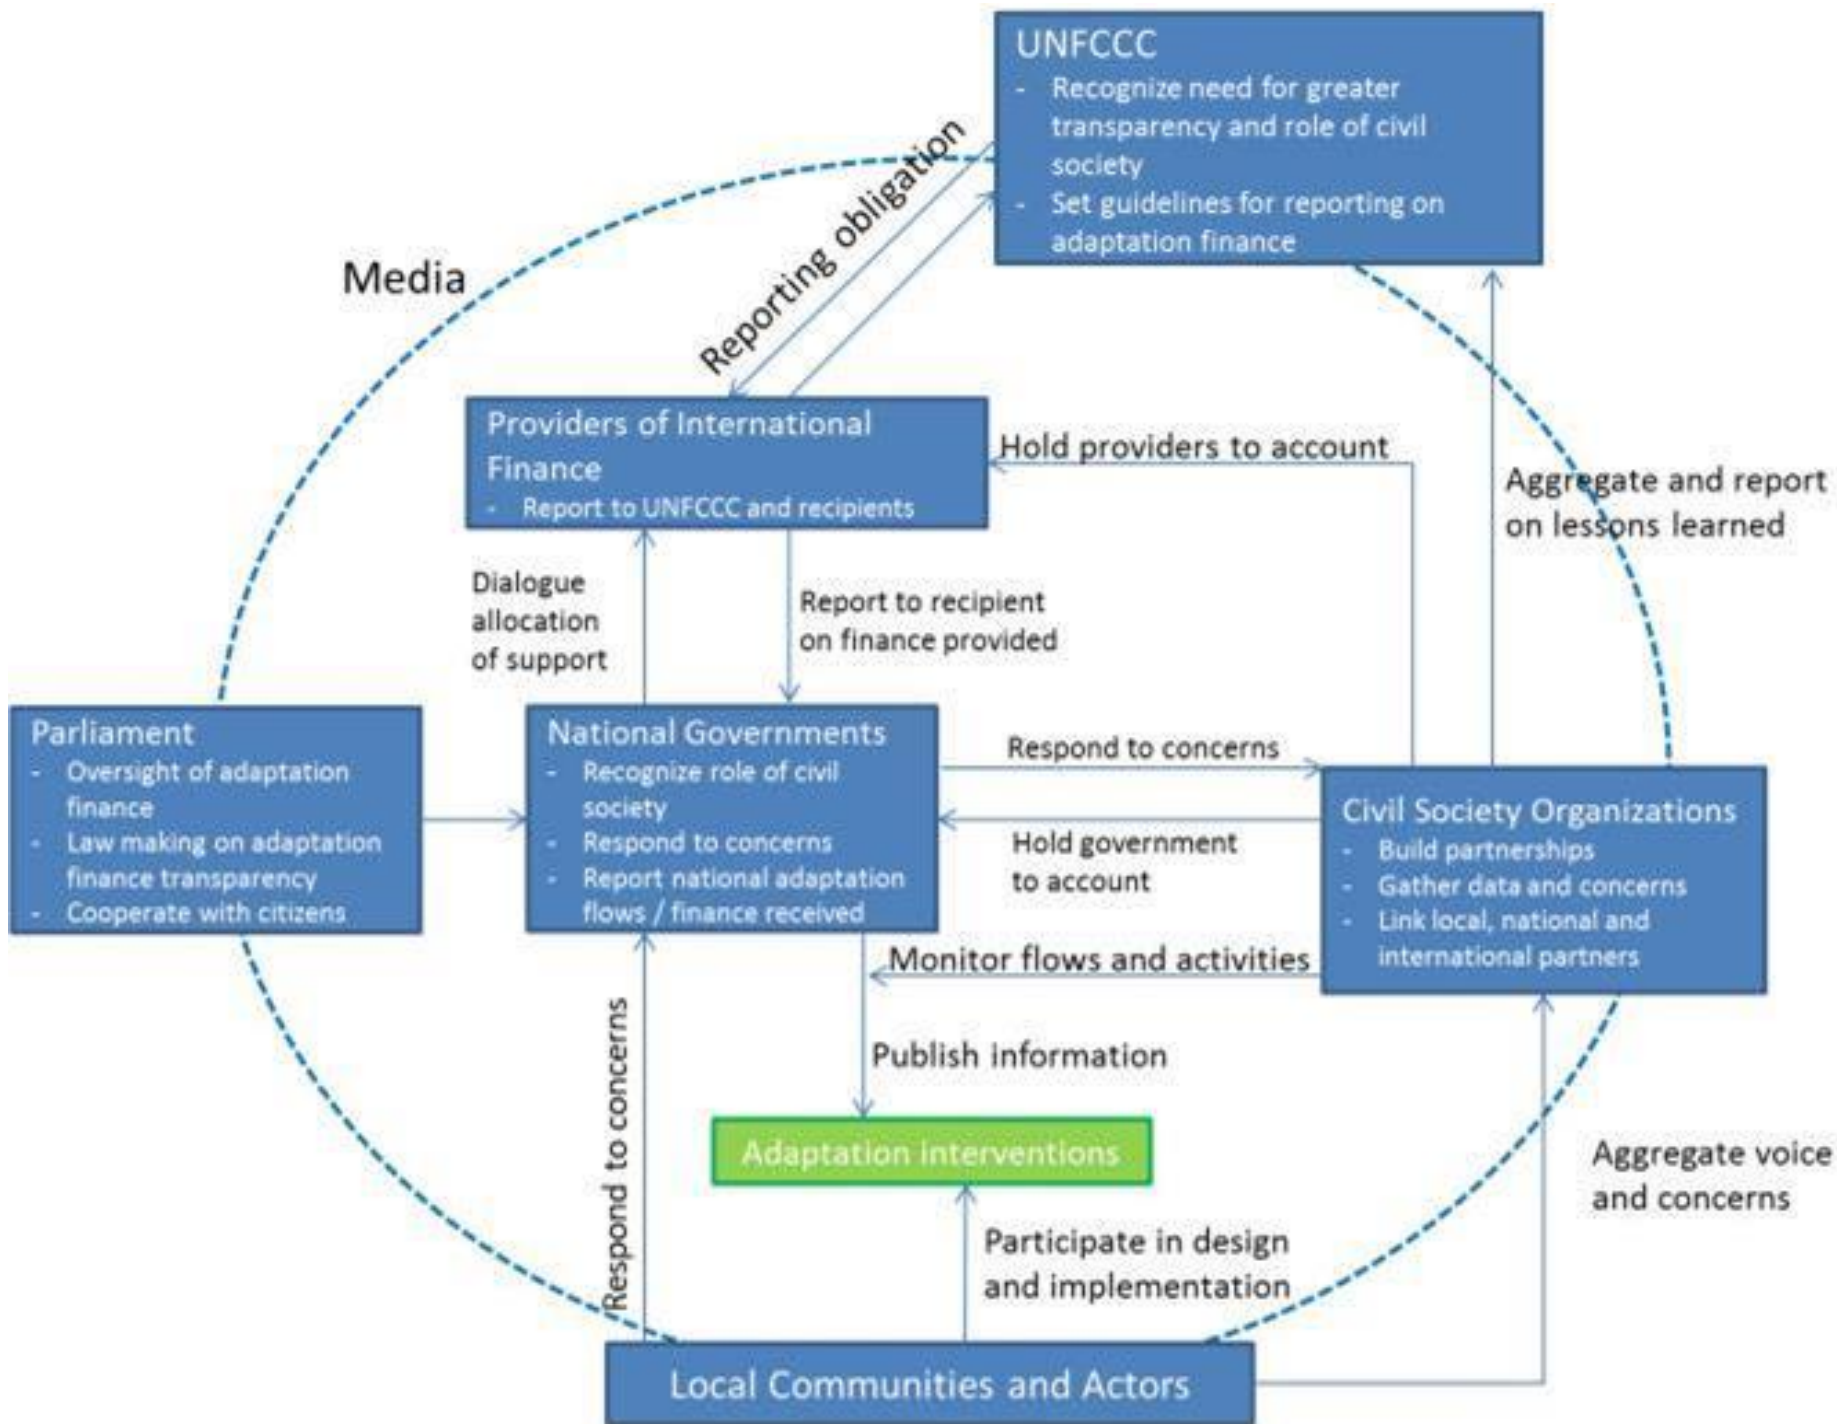 UNFCCC
- Recognize need for greater
transparency and role of civil
society
- Set guidelines for reporting on
adaptation finance
Reporting obligation
Media
Providers of International
Finance
- Report to UNFCCC and recipients
Hold providers to account
Aggregate and report
on lessons learned
Dialogue
allocation
of support
Report to recipient
on finance provided
Parliament
- Oversight of adaptation
finance
- Law making on adaptation
finance transparency
- Cooperate with citizens
National Governments
- Recognize role of civil
society
- Respond to concerns
- Report national adaptation
flows / finance received
Respond to concerns
Hold government
to account
Civil Society Organizations
- Build partnerships
- Gather data and concerns
- Link local, national and
international partners
Monitor flows and activities
Publish information
Respond to concerns
Adaptation interventions
Aggregate voice
and concerns
Participate in design
and implementation
Local Communities and Actors